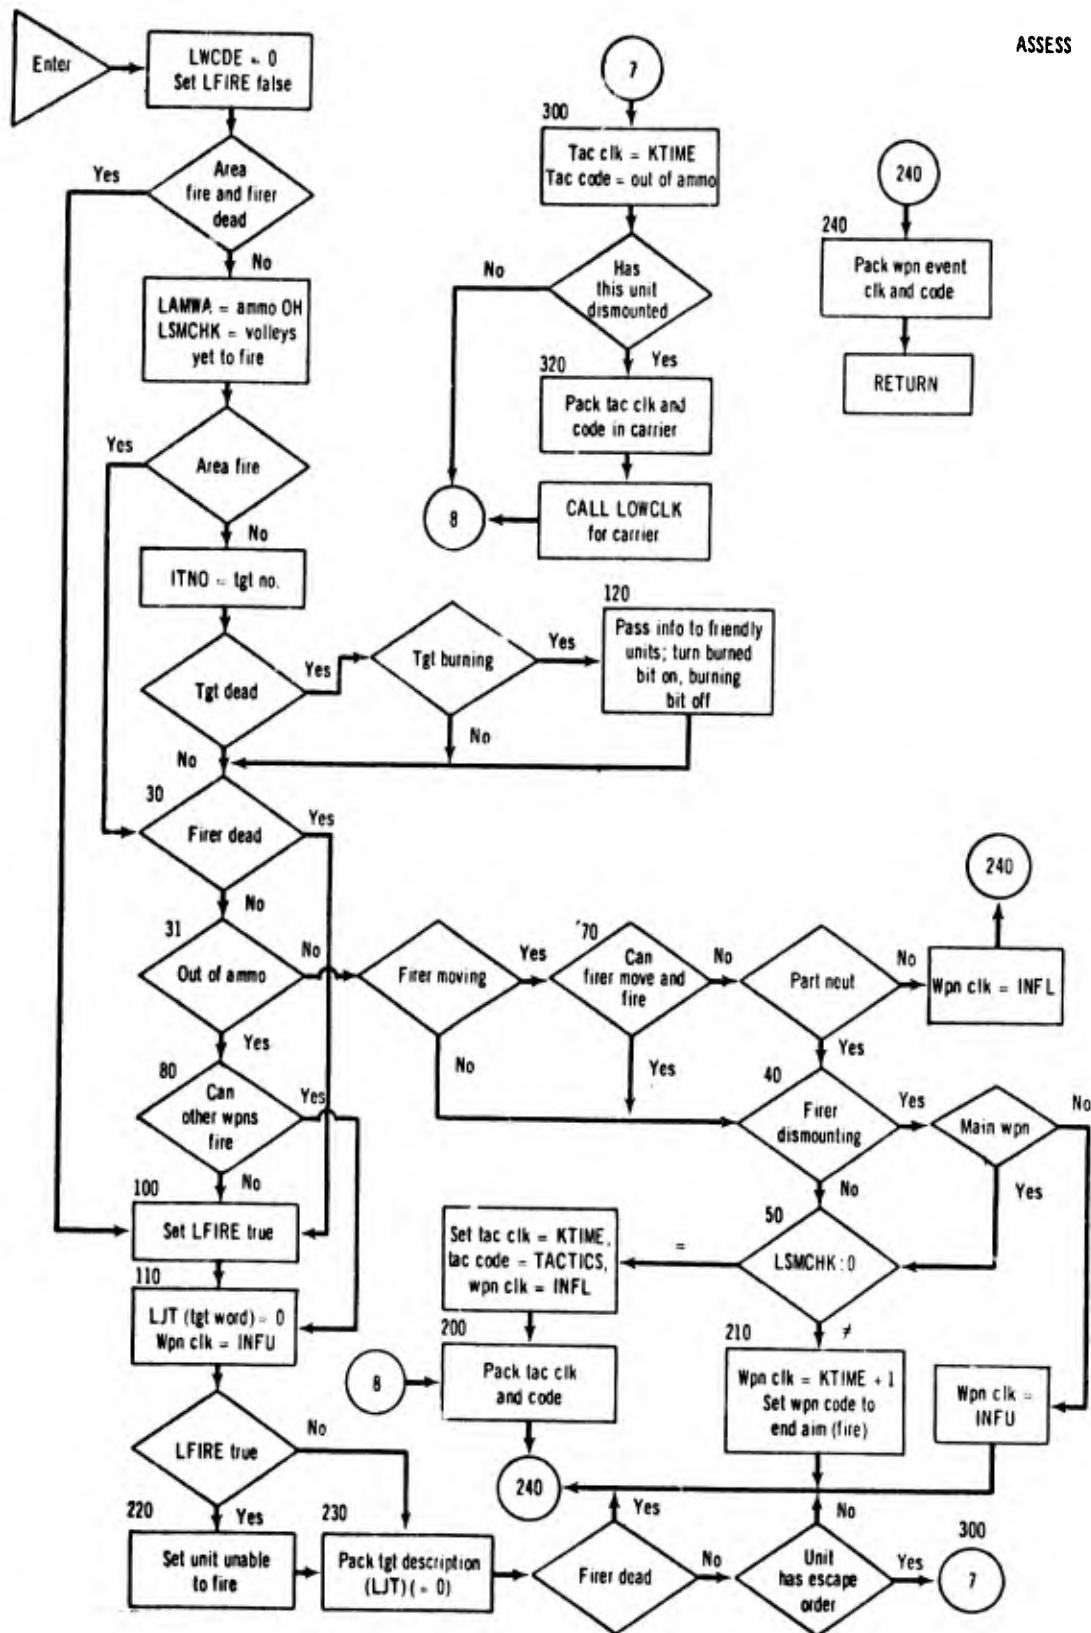 ASSESS
Enter
LWCDE = 0
Set LFIRE false
Area
fire and firer
dead
Yes
No
LAMWA = ammo OH
LSMCHK = volleys
yet to fire
Area fire
Yes
No
ITNO = tgt no.
Tgt dead
Yes
No
Tgt burning
Yes
No
120
Pass info to friendly
units; turn burned
bit on, burning
bit off
7
300
Tac clk = KTIME
Tac code = out of ammo
Has
this unit
dismounted
No
Yes
320
Pack tac clk and
code in carrier
CALL LOWCLK
for carrier
8
240
240
Pack wpn event
clk and code
RETURN
30
Firer dead
Yes
No
31
Out of ammo
No
Yes
Firer moving
Yes
No
70
Can
firer move and
fire
No
Yes
Part neut
No
Yes
Wpn clk = INFL
240
80
Can
other wpns
fire
Yes
No
40
Firer
dismounting
Yes
No
Main wpn
No
Yes
100
Set LFIRE true
50
LSMCHK : 0
=
≠
Set tac clk = KTIME,
tac code = TACTICS,
wpn clk = INFL
110
LJT (tgt word) = 0
Wpn clk = INFU
200
Pack tac clk
and code
8
240
210
Wpn clk = KTIME + 1
Set wpn code to
end aim (fire)
Wpn clk =
INFU
LFIRE true
No
Yes
220
Set unit unable
to fire
230
Pack tgt description
(LJT) ( = 0)
Firer dead
Yes
No
Unit
has escape
order
No
Yes
300
7